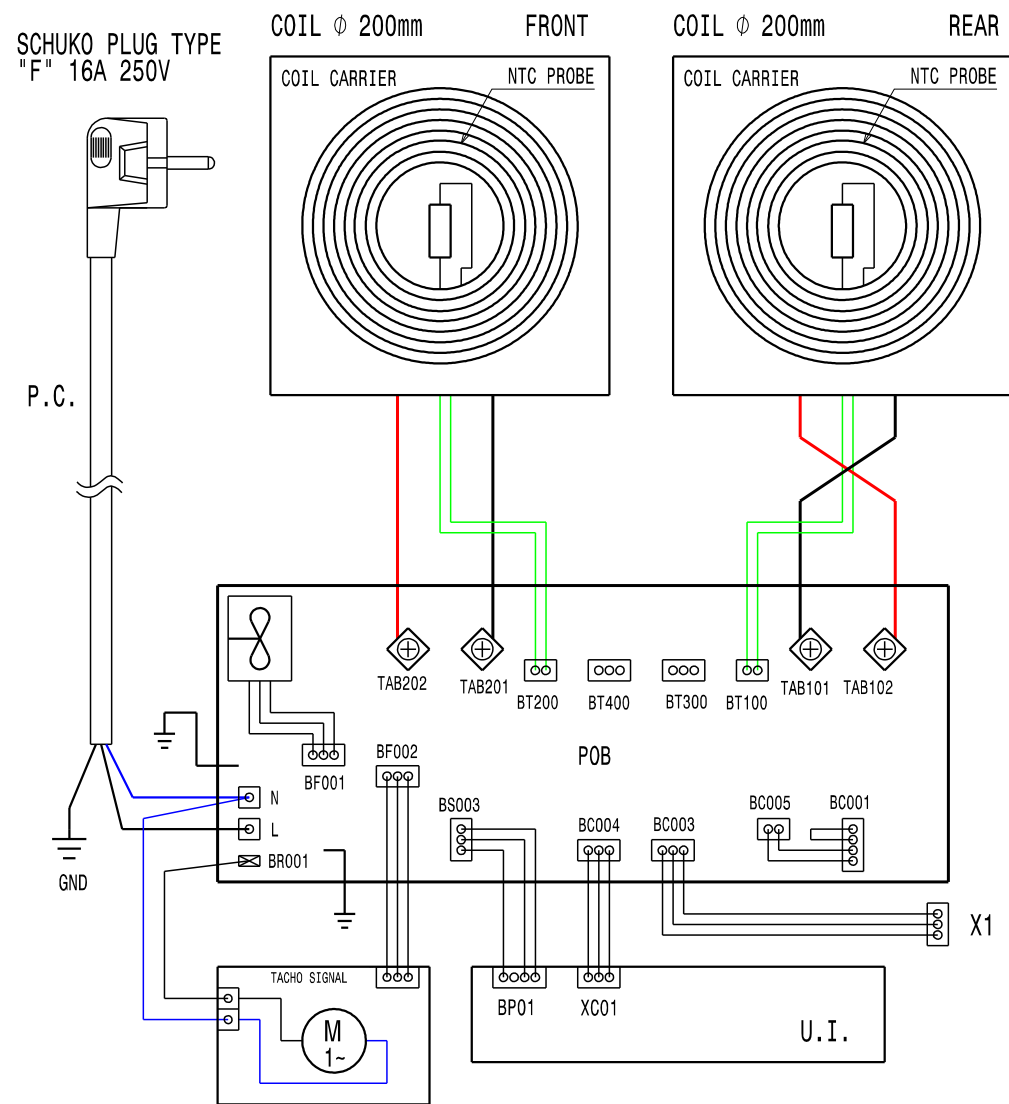 COIL Φ 200mm FRONT
COIL Φ 200mm REAR
SCHUKO PLUG TYPE
"F" 16A 250V
COIL CARRIER
NTC PROBE
COIL CARRIER
NTC PROBE
P.C.
TAB202
TAB201
BT200
BT400
BT300
BT100
TAB101
TAB102
BF001
BF002
POB
N
L
BR001
BS003
BC004
BC003
BC005
BC001
GND
X1
TACHO SIGNAL
M
1~
BP01
XC01
U.I.